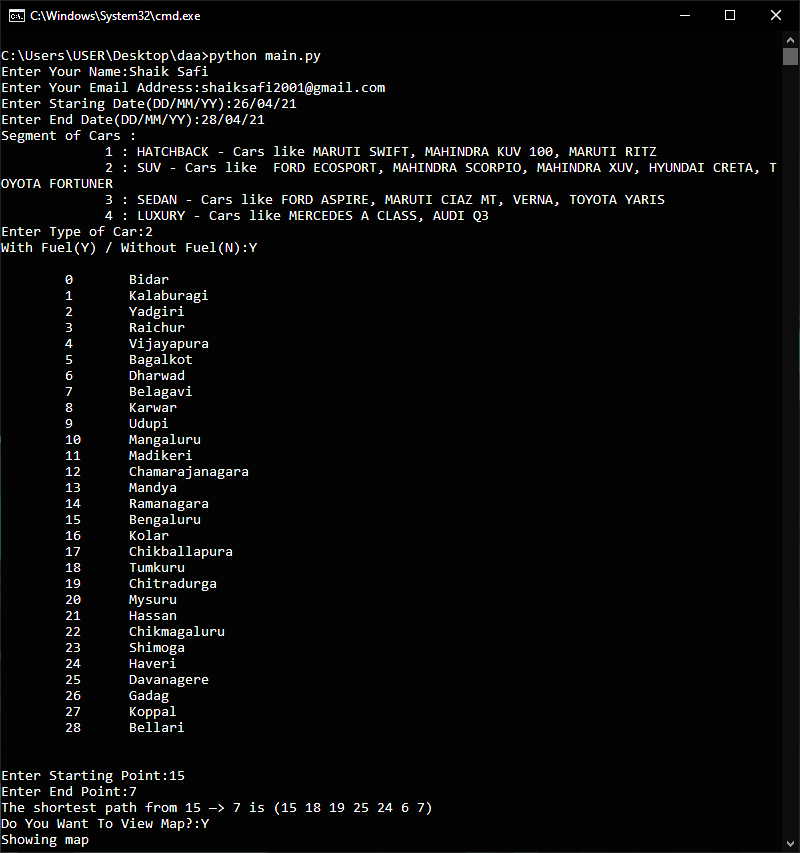 C:\Windows\System32\cmd.exe
C:\Users\USER\Desktop\daa>python main.py
Enter Your Name:Shaik Safi
Enter Your Email Address:shaiksafi2001@gmail.com
Enter Staring Date(DD/MM/YY):26/04/21
Enter End Date(DD/MM/YY):28/04/21
Segment of Cars :
1 : HATCHBACK - Cars like MARUTI SWIFT, MAHINDRA KUV 100, MARUTI RITZ
2 : SUV - Cars like  FORD ECOSPORT, MAHINDRA SCORPIO, MAHINDRA XUV, HYUNDAI CRETA, T
OYOTA FORTUNER
3 : SEDAN - Cars like FORD ASPIRE, MARUTI CIAZ MT, VERNA, TOYOTA YARIS
4 : LUXURY - Cars like MERCEDES A CLASS, AUDI Q3
Enter Type of Car:2
With Fuel(Y) / Without Fuel(N):Y
0 Bidar
1 Kalaburagi
2 Yadgiri
3 Raichur
4 Vijayapura
5 Bagalkot
6 Dharwad
7 Belagavi
8 Karwar
9 Udupi
10 Mangaluru
11 Madikeri
12 Chamarajanagara
13 Mandya
14 Ramanagara
15 Bengaluru
16 Kolar
17 Chikballapura
18 Tumkuru
19 Chitradurga
20 Mysuru
21 Hassan
22 Chikmagaluru
23 Shimoga
24 Haveri
25 Davanagere
26 Gadag
27 Koppal
28 Bellari
Enter Starting Point:15
Enter End Point:7
The shortest path from 15 —> 7 is (15 18 19 25 24 6 7)
Do You Want To View Map?:Y
Showing map